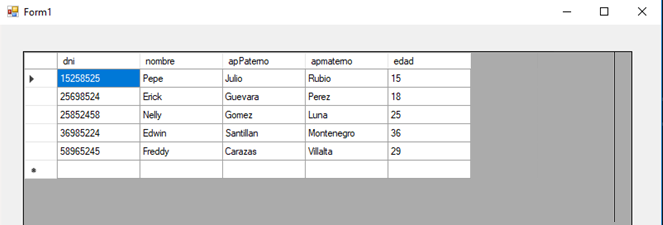 Form1
dni nombre apPaterno apmaterno edad
15258525 Pepe Julio Rubio 15
25698524 Erick Guevara Perez 18
25852458 Nelly Gomez Luna 25
36985224 Edwin Santillan Montenegro 36
58965245 Freddy Carazas Villalta 29